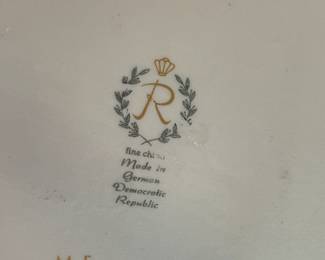 R
fine china
Made in
German
Democratic
Republic